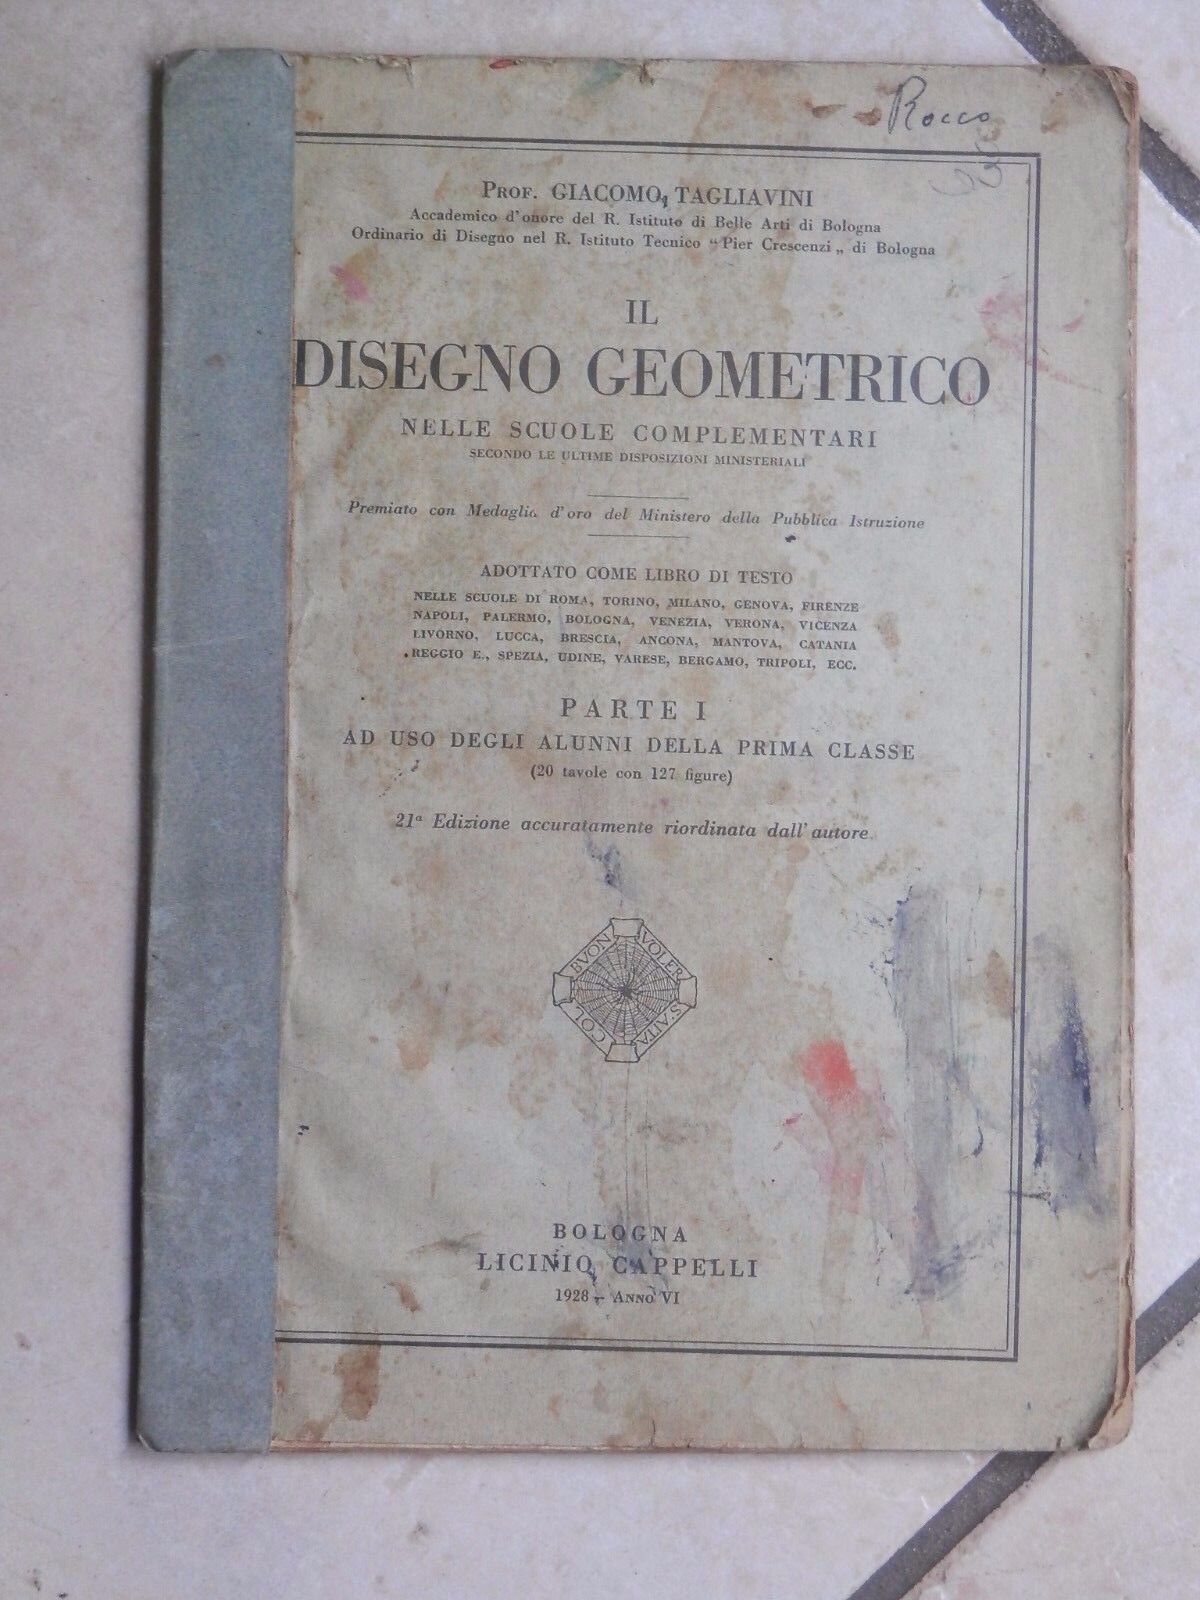 Rocco
PROF. GIACOMO TAGLIAVINI
Accademico d'onore del R. Istituto di Belle Arti di Bologna
Ordinario di Disegno nel R. Istituto Tecnico "Pier Crescenzi„ di Bologna
IL
DISEGNO GEOMETRICO
NELLE SCUOLE COMPLEMENTARI
SECONDO LE ULTIME DISPOSIZIONI MINISTERIALI
Premiato con Medaglia d'oro del Ministero della Pubblica Istruzione
ADOTTATO COME LIBRO DI TESTO
NELLE SCUOLE DI ROMA, TORINO, MILANO, GENOVA, FIRENZE
NAPOLI, PALERMO, BOLOGNA, VENEZIA, VERONA, VICENZA
LIVORNO, LUCCA, BRESCIA, ANCONA, MANTOVA, CATANIA
REGGIO E., SPEZIA, UDINE, VARESE, BERGAMO, TRIPOLI, ECC.
PARTE I
AD USO DEGLI ALUNNI DELLA PRIMA CLASSE
(20 tavole con 127 figure)
21ª Edizione accuratamente riordinata dall'autore
COL BVON VOLER S'AITA
BOLOGNA
LICINIO CAPPELLI
1928 - ANNO VI